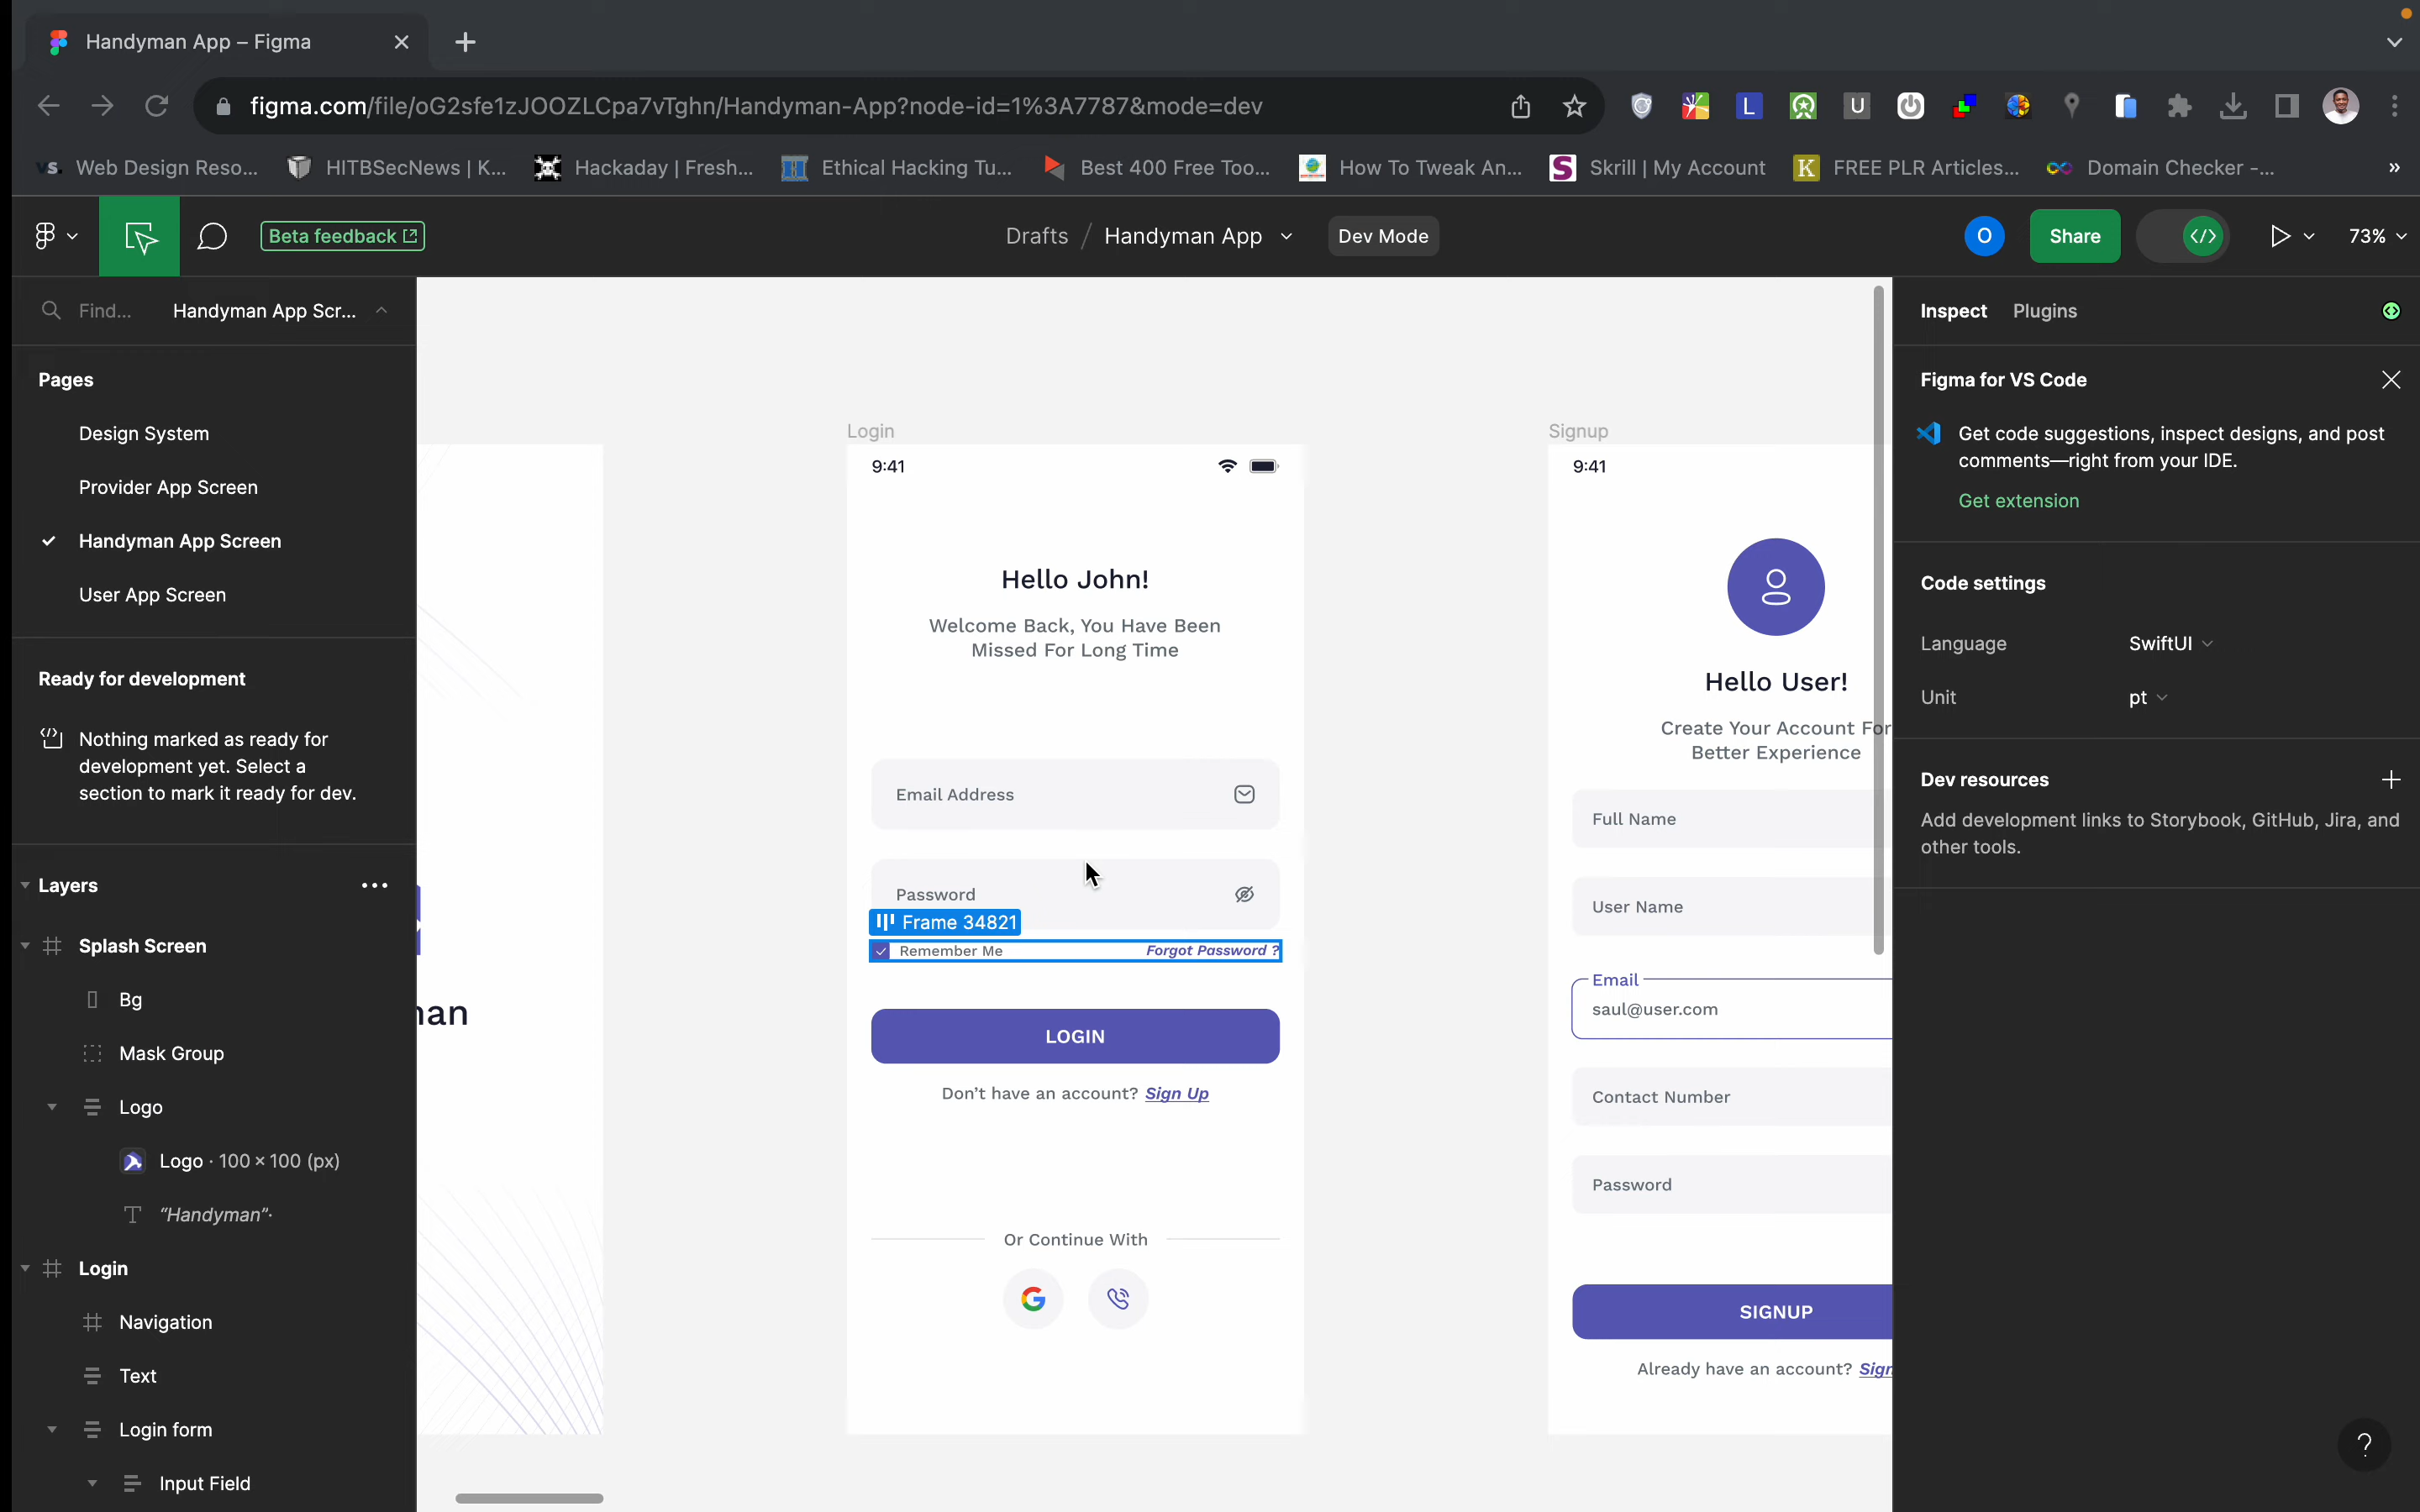 Handyman App – Figma
figma.com/file/oG2sfe1zJOOZLCpa7vTghn/Handyman-App?node-id=1%3A7787&mode=dev
L
U
vs.
Web Design Reso...
HITBSecNews | K...
Hackaday | Fresh...
Ethical Hacking Tu...
Best 400 Free Too...
How To Tweak An...
S
Skrill | My Account
K
FREE PLR Articles...
Domain Checker -...
»
Beta feedback
Drafts / Handyman App
Dev Mode
O
Share
</>
73%
Find...
Handyman App Scr...
Pages
Design System
Provider App Screen
Handyman App Screen
User App Screen
Ready for development
Nothing marked as ready for
development yet. Select a
section to mark it ready for dev.
Layers
Splash Screen
Bg
Mask Group
Logo
Logo · 100 × 100 (px)
T
“Handyman”·
Login
Navigation
Text
Login form
Input Field
Login
9:41
Hello John!
Welcome Back, You Have Been
Missed For Long Time
Email Address
Password
Frame 34821
Remember Me
Forgot Password ?
LOGIN
Don’t have an account? Sign Up
Or Continue With
G
Signup
9:41
Hello User!
Create Your Account For
Better Experience
Full Name
User Name
Email
saul@user.com
Contact Number
Password
SIGNUP
Already have an account?
Inspect
Plugins
Figma for VS Code
Get code suggestions, inspect designs, and post
comments—right from your IDE.
Get extension
Code settings
Language
SwiftUI
Unit
pt
Dev resources
Add development links to Storybook, GitHub, Jira, and
other tools.
?